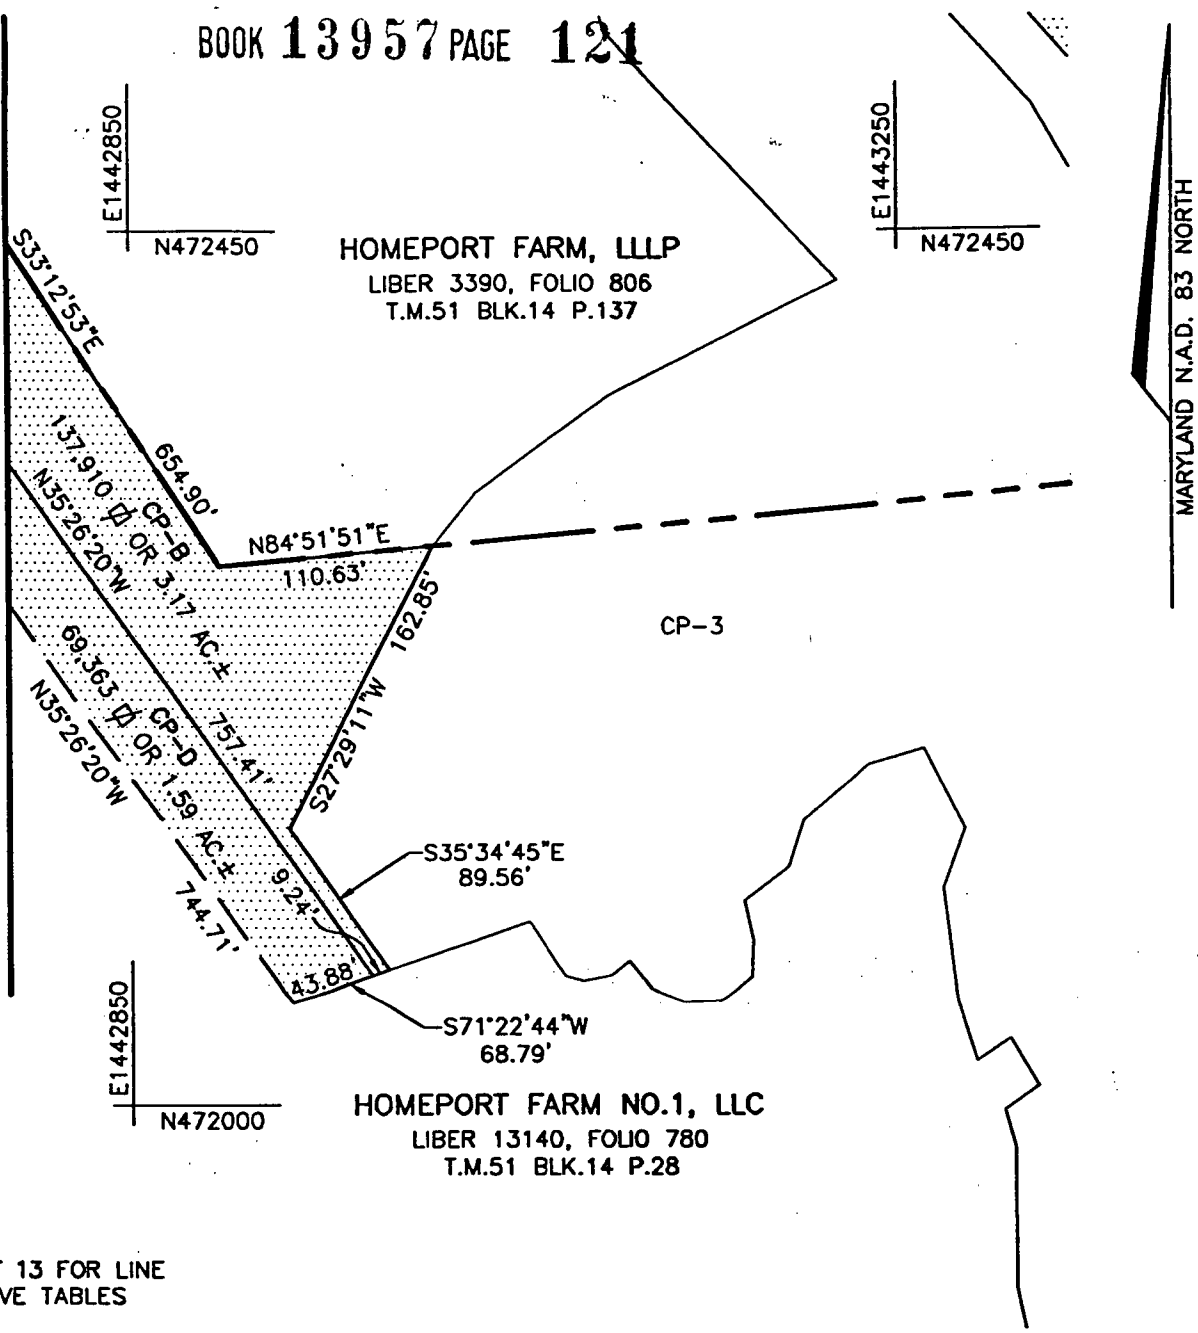 BOOK 13957 PAGE 121
E1442850
N472450
E1443250
N472450
MARYLAND N.A.D. 83 NORTH
HOMEPORT FARM, LLLP
LIBER 3390, FOLIO 806
T.M.51 BLK.14 P.137
S33°12'53"E
654.90'
CP-B
137,910 ⌀ OR 3.17 AC.±
N35°26'20"W
757.41'
N84°51'51"E
110.63'
162.85'
S27°29'11"W
CP-3
CP-D
69,363 ⌀ OR 1.59 AC.±
N35°26'20"W
744.71'
S35°34'45"E
89.56'
9.24'
43.88'
S71°22'44"W
68.79'
E1442850
N472000
HOMEPORT FARM NO.1, LLC
LIBER 13140, FOLIO 780
T.M.51 BLK.14 P.28
13 FOR LINE
VE TABLES